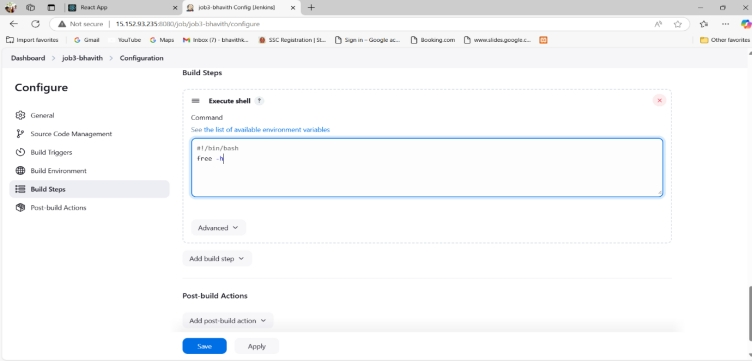 React App
job3-bhavith Config [Jenkins]
Not secure | 15.152.93.235:8080/job/job3-bhavith/configure
Import favorites
Gmail
YouTube
Maps
Inbox (7) - bhavithk...
SSC Registration | St...
Sign in – Google ac...
Booking.com
www.slides.google.c...
Other favorites
Dashboard > job3-bhavith > Configuration
Configure
General
Source Code Management
Build Triggers
Build Environment
Build Steps
Post-build Actions
Build Steps
Execute shell ?
Command
See the list of available environment variables
#!/bin/bash
free -h
Advanced
Add build step
Post-build Actions
Add post-build action
Save
Apply